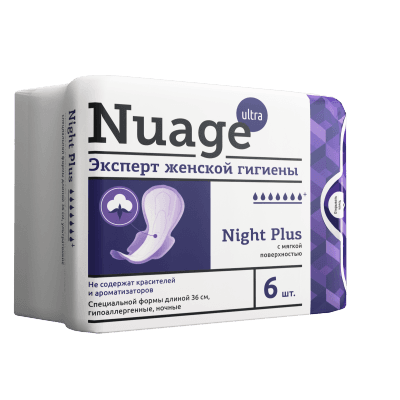 Nuage
ultra
Эксперт женской гигиены
Night Plus
с мягкой
поверхностью
Не содержат красителей
и ароматизаторов
Специальной формы длиной 36 см,
гипоаллергенные, ночные
6 шт.
Night Plus